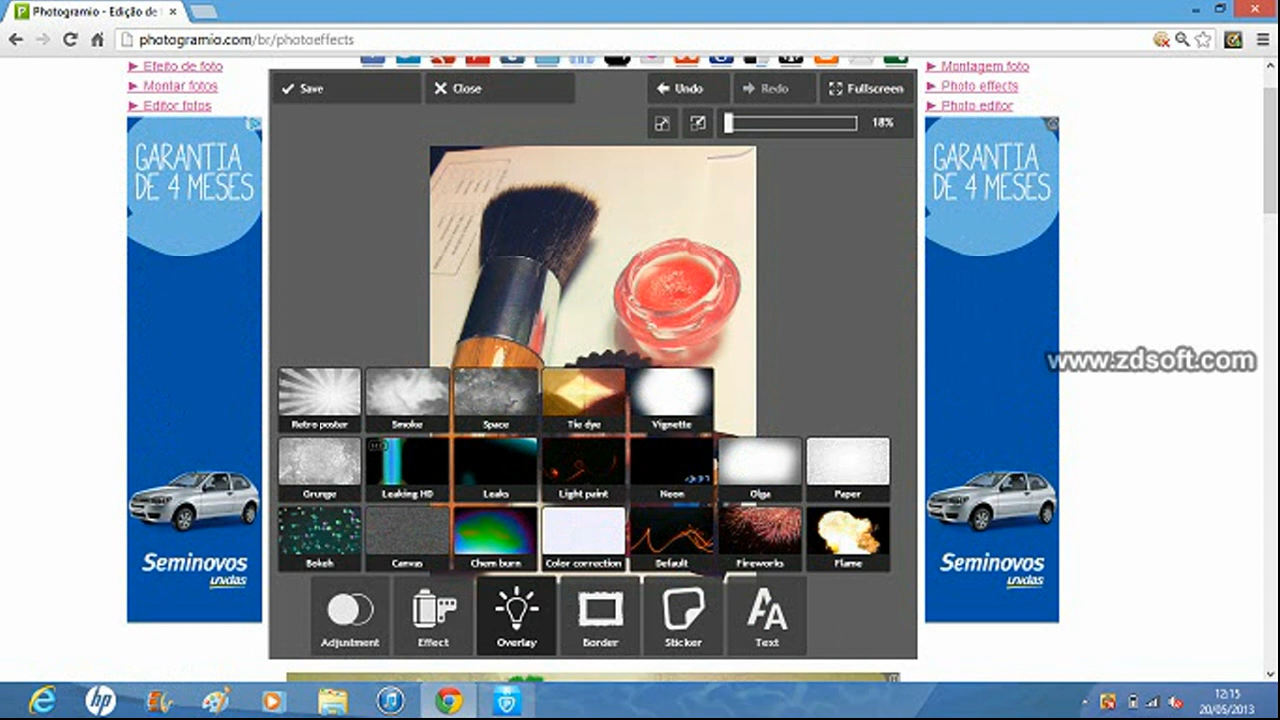 Photogramio - Edição de
photogramio.com/br/photoeffects
► Efeito de foto
► Montar fotos
► Editor fotos
► Montagem foto
► Photo effects
► Photo editor
Save
Close
Undo
Redo
Fullscreen
18%
GARANTIA
DE 4 MESES
Seminovos
unidas
GARANTIA
DE 4 MESES
Seminovos
unidas
www.zdsoft.com
Retro poster
Smoke
Space
Tie dye
Vignette
Grunge
Leaking HD
Leaks
Light paint
Neon
Olga
Paper
Bokeh
Canvas
Chem burn
Color correction
Default
Fireworks
Flame
Adjustment
Effect
Overlay
Border
Sticker
Text
12:15
20/05/2013